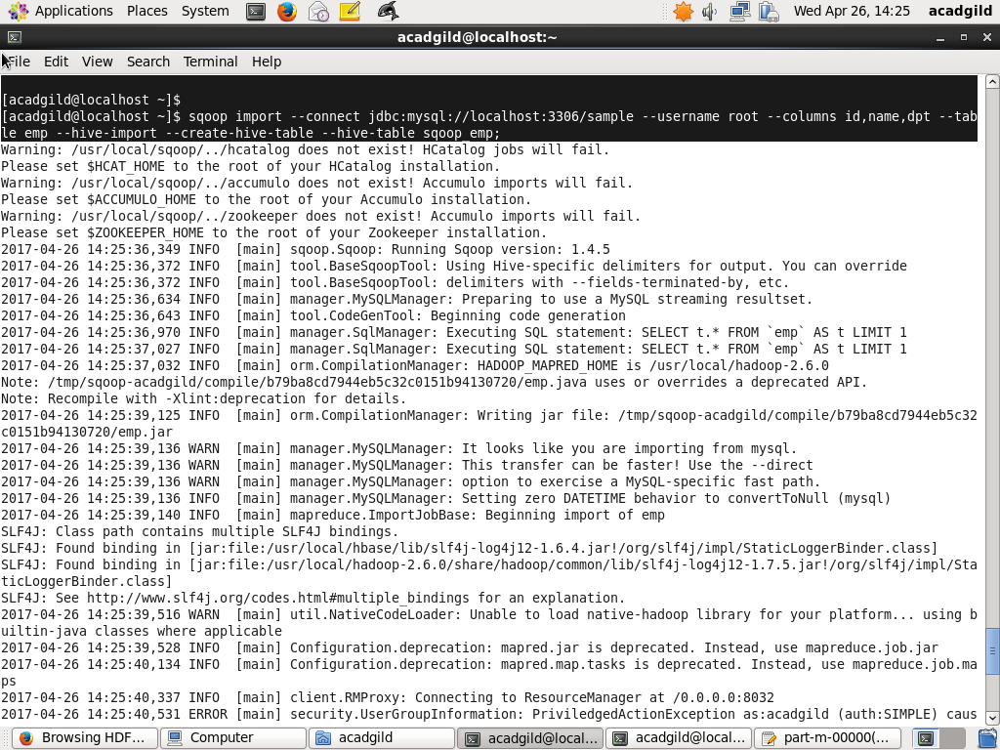 Applications Places System Wed Apr 26, 14:25 acadgild
acadgild@localhost:~
File Edit View Search Terminal Help
[acadgild@localhost ~]$
[acadgild@localhost ~]$ sqoop import --connect jdbc:mysql://localhost:3306/sample --username root --columns id,name,dpt --tab
le emp --hive-import --create-hive-table --hive-table sqoop_emp;
Warning: /usr/local/sqoop/../hcatalog does not exist! HCatalog jobs will fail.
Please set $HCAT_HOME to the root of your HCatalog installation.
Warning: /usr/local/sqoop/../accumulo does not exist! Accumulo imports will fail.
Please set $ACCUMULO_HOME to the root of your Accumulo installation.
Warning: /usr/local/sqoop/../zookeeper does not exist! Accumulo imports will fail.
Please set $ZOOKEEPER_HOME to the root of your Zookeeper installation.
2017-04-26 14:25:36,349 INFO  [main] sqoop.Sqoop: Running Sqoop version: 1.4.5
2017-04-26 14:25:36,372 INFO  [main] tool.BaseSqoopTool: Using Hive-specific delimiters for output. You can override
2017-04-26 14:25:36,372 INFO  [main] tool.BaseSqoopTool: delimiters with --fields-terminated-by, etc.
2017-04-26 14:25:36,634 INFO  [main] manager.MySQLManager: Preparing to use a MySQL streaming resultset.
2017-04-26 14:25:36,643 INFO  [main] tool.CodeGenTool: Beginning code generation
2017-04-26 14:25:36,970 INFO  [main] manager.SqlManager: Executing SQL statement: SELECT t.* FROM `emp` AS t LIMIT 1
2017-04-26 14:25:37,027 INFO  [main] manager.SqlManager: Executing SQL statement: SELECT t.* FROM `emp` AS t LIMIT 1
2017-04-26 14:25:37,032 INFO  [main] orm.CompilationManager: HADOOP_MAPRED_HOME is /usr/local/hadoop-2.6.0
Note: /tmp/sqoop-acadgild/compile/b79ba8cd7944eb5c32c0151b94130720/emp.java uses or overrides a deprecated API.
Note: Recompile with -Xlint:deprecation for details.
2017-04-26 14:25:39,125 INFO  [main] orm.CompilationManager: Writing jar file: /tmp/sqoop-acadgild/compile/b79ba8cd7944eb5c32
c0151b94130720/emp.jar
2017-04-26 14:25:39,136 WARN  [main] manager.MySQLManager: It looks like you are importing from mysql.
2017-04-26 14:25:39,136 WARN  [main] manager.MySQLManager: This transfer can be faster! Use the --direct
2017-04-26 14:25:39,136 WARN  [main] manager.MySQLManager: option to exercise a MySQL-specific fast path.
2017-04-26 14:25:39,136 INFO  [main] manager.MySQLManager: Setting zero DATETIME behavior to convertToNull (mysql)
2017-04-26 14:25:39,140 INFO  [main] mapreduce.ImportJobBase: Beginning import of emp
SLF4J: Class path contains multiple SLF4J bindings.
SLF4J: Found binding in [jar:file:/usr/local/hbase/lib/slf4j-log4j12-1.6.4.jar!/org/slf4j/impl/StaticLoggerBinder.class]
SLF4J: Found binding in [jar:file:/usr/local/hadoop-2.6.0/share/hadoop/common/lib/slf4j-log4j12-1.7.5.jar!/org/slf4j/impl/Sta
ticLoggerBinder.class]
SLF4J: See http://www.slf4j.org/codes.html#multiple_bindings for an explanation.
2017-04-26 14:25:39,516 WARN  [main] util.NativeCodeLoader: Unable to load native-hadoop library for your platform... using b
uiltin-java classes where applicable
2017-04-26 14:25:39,528 INFO  [main] Configuration.deprecation: mapred.jar is deprecated. Instead, use mapreduce.job.jar
2017-04-26 14:25:40,134 INFO  [main] Configuration.deprecation: mapred.map.tasks is deprecated. Instead, use mapreduce.job.ma
ps
2017-04-26 14:25:40,337 INFO  [main] client.RMProxy: Connecting to ResourceManager at /0.0.0.0:8032
2017-04-26 14:25:40,531 ERROR [main] security.UserGroupInformation: PriviledgedActionException as:acadgild (auth:SIMPLE) caus
Browsing HDF... Computer acadgild acadgild@local... acadgild@local... part-m-00000(...